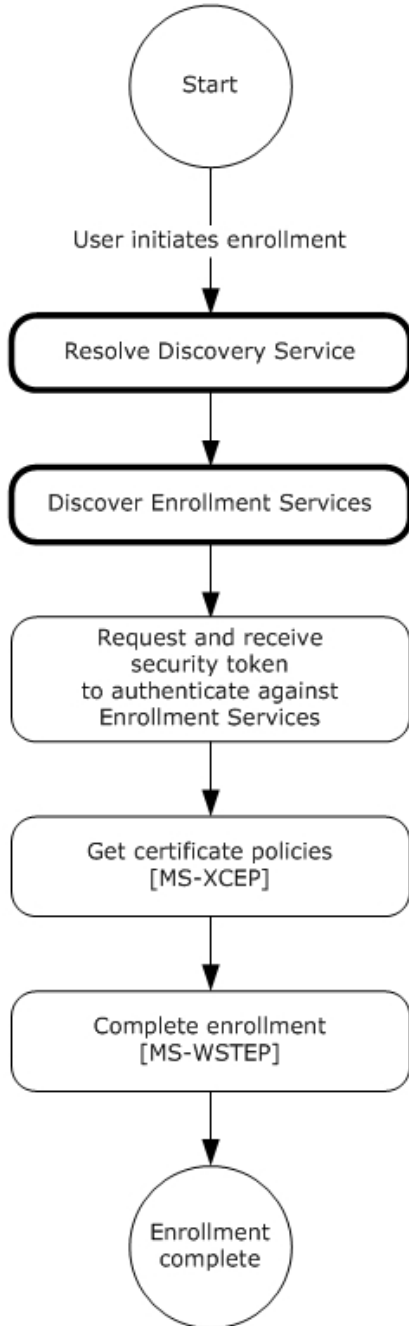 Start
User initiates enrollment
Resolve Discovery Service
Discover Enrollment Services
Request and receive
security token
to authenticate against
Enrollment Services
Get certificate policies
[MS-XCEP]
Complete enrollment
[MS-WSTEP]
Enrollment
complete